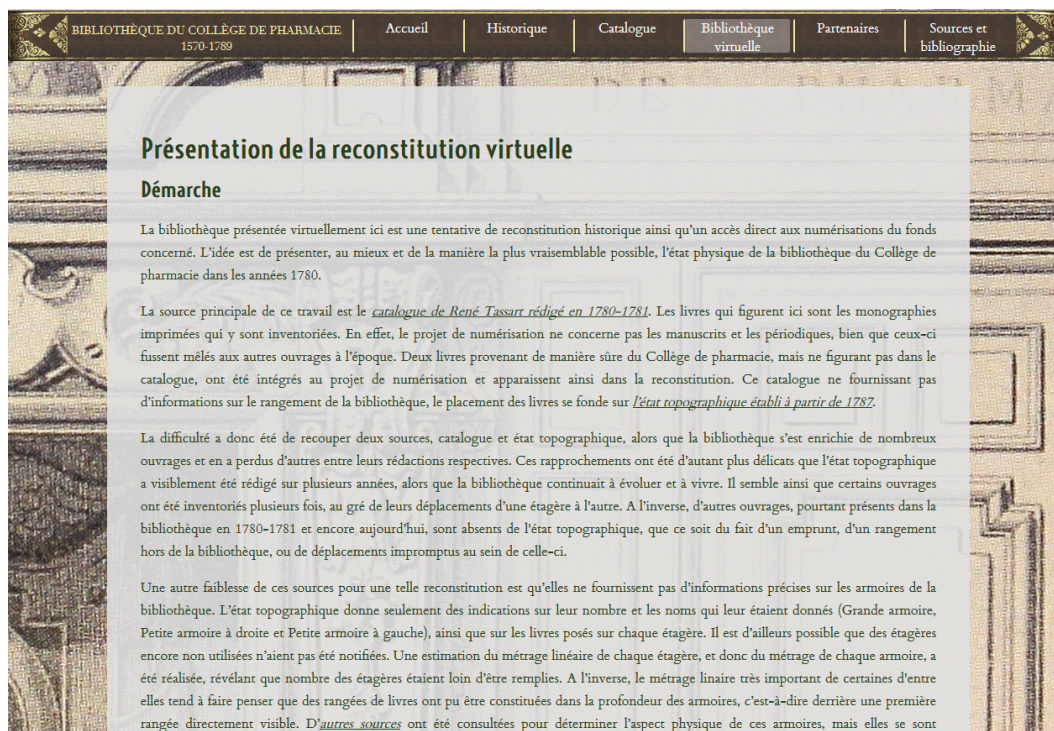 BIBLIOTHÈQUE DU COLLÈGE DE PHARMACIE
1570-1789
Accueil
Historique
Catalogue
Bibliothèque
virtuelle
Partenaires
Sources et
bibliographie
Présentation de la reconstitution virtuelle
Démarche
La bibliothèque présentée virtuellement ici est une tentative de reconstitution historique ainsi qu'un accès direct aux numérisations du fonds
concerné. L'idée est de présenter, au mieux et de la manière la plus vraisemblable possible, l'état physique de la bibliothèque du Collège de
pharmacie dans les années 1780.
La source principale de ce travail est le catalogue de René Tassart rédigé en 1780-1781. Les livres qui figurent ici sont les monographies
imprimées qui y sont inventoriées. En effet, le projet de numérisation ne concerne pas les manuscrits et les périodiques, bien que ceux-ci
fussent mêlés aux autres ouvrages à l'époque. Deux livres provenant de manière sûre du Collège de pharmacie, mais ne figurant pas dans le
catalogue, ont été intégrés au projet de numérisation et apparaissent ainsi dans la reconstitution. Ce catalogue ne fournissant pas
d'informations sur le rangement de la bibliothèque, le placement des livres se fonde sur l'état topographique établi à partir de 1787.
La difficulté a donc été de recouper deux sources, catalogue et état topographique, alors que la bibliothèque s'est enrichie de nombreux
ouvrages et en a perdus d'autres entre leurs rédactions respectives. Ces rapprochements ont été d'autant plus délicats que l'état topographique
a visiblement été rédigé sur plusieurs années, alors que la bibliothèque continuait à évoluer et à vivre. Il semble ainsi que certains ouvrages
ont été inventoriés plusieurs fois, au gré de leurs déplacements d'une étagère à l'autre. A l'inverse, d'autres ouvrages, pourtant présents dans la
bibliothèque en 1780-1781 et encore aujourd'hui, sont absents de l'état topographique, que ce soit du fait d'un emprunt, d'un rangement
hors de la bibliothèque, ou de déplacements impromptus au sein de celle-ci.
Une autre faiblesse de ces sources pour une telle reconstitution est qu'elles ne fournissent pas d'informations précises sur les armoires de la
bibliothèque. L'état topographique donne seulement des indications sur leur nombre et les noms qui leur étaient donnés (Grande armoire,
Petite armoire à droite et Petite armoire à gauche), ainsi que sur les livres posés sur chaque étagère. Il est d'ailleurs possible que des étagères
encore non utilisées n'aient pas été notifiées. Une estimation du métrage linéaire de chaque étagère, et donc du métrage de chaque armoire, a
été réalisée, révélant que nombre des étagères étaient loin d'être remplies. A l'inverse, le métrage linaire très important de certaines d'entre
elles tend à faire penser que des rangées de livres ont pu être constituées dans la profondeur des armoires, c'est-à-dire derrière une première
rangée directement visible. D'autres sources ont été consultées pour déterminer l'aspect physique de ces armoires, mais elles se sont